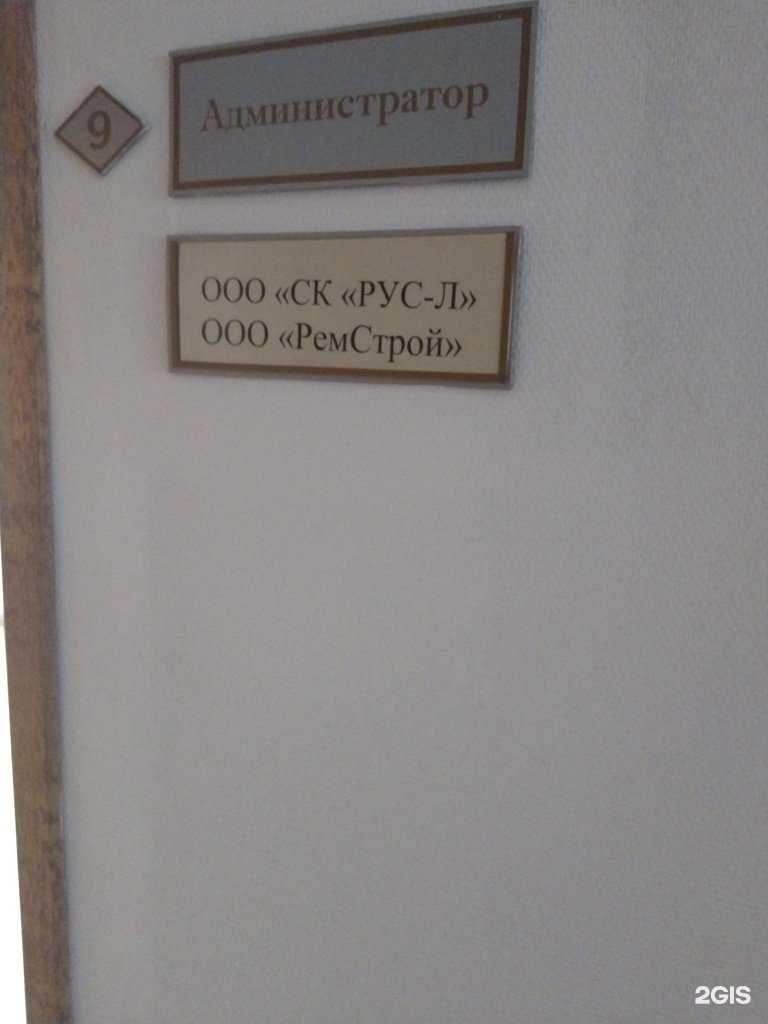 9
Администратор
ООО «СК «РУС-Л»
ООО «РемСтрой»
2GIS